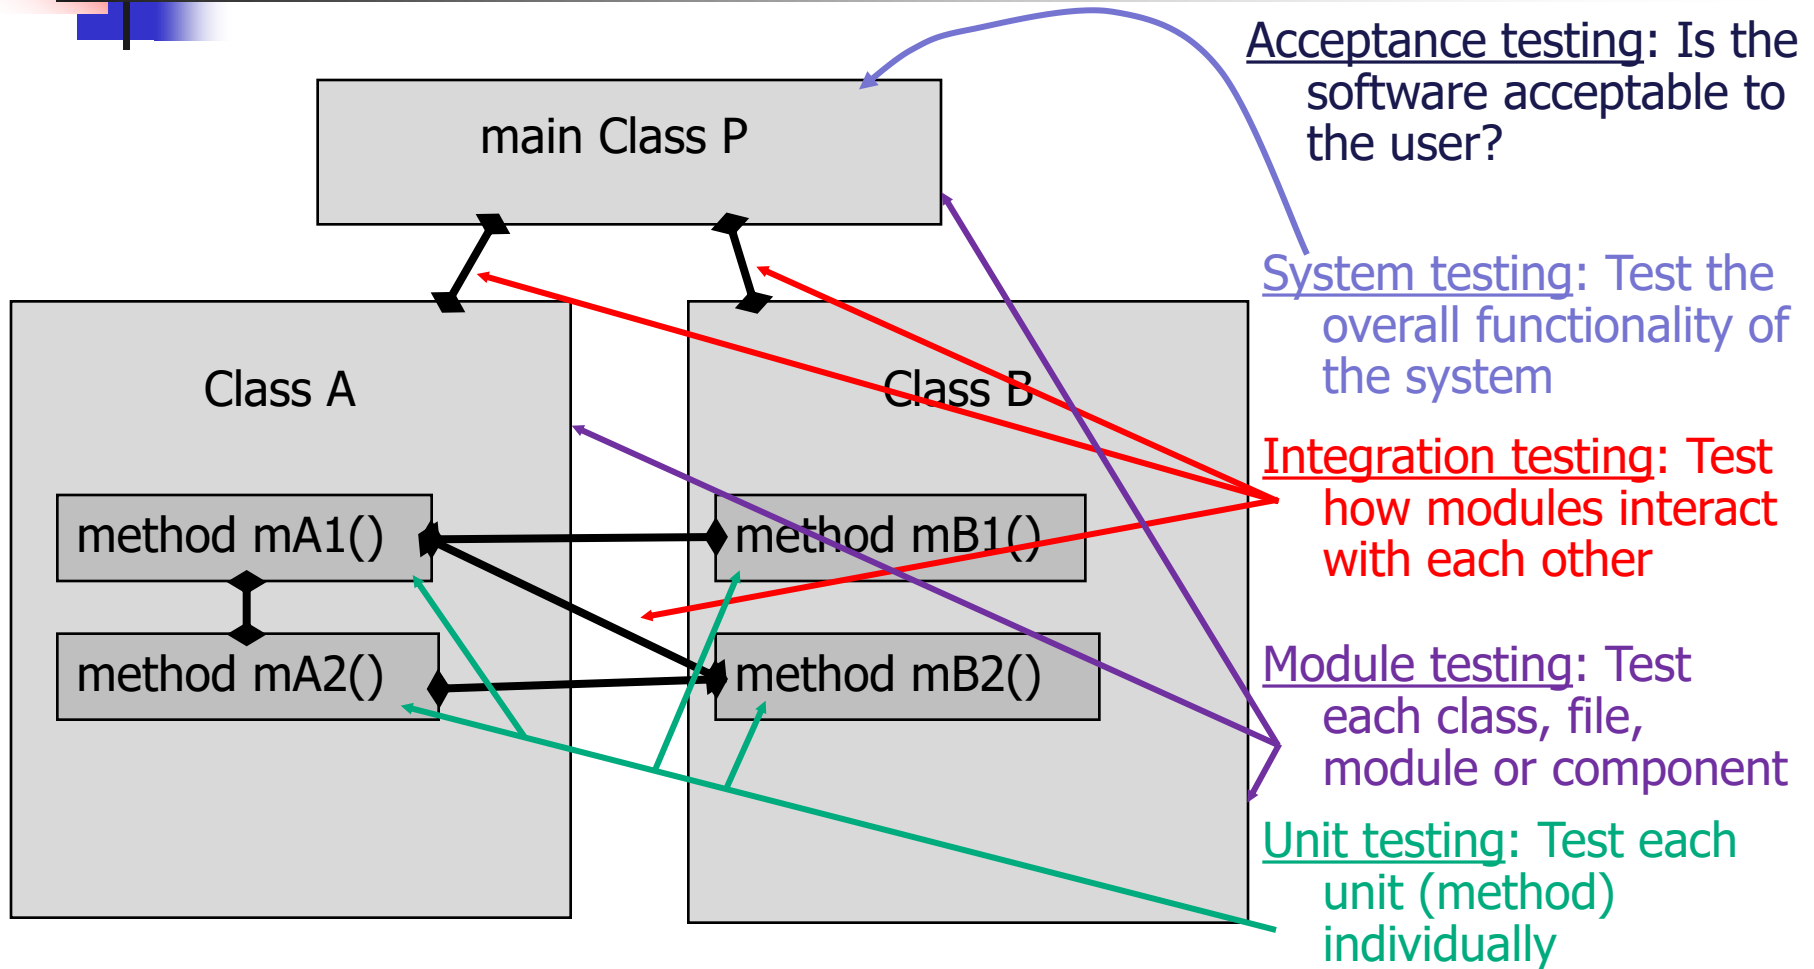 main Class P
Class A
method mA1()
method mA2()
Class B
method mB1()
method mB2()
Acceptance testing: Is the
software acceptable to
the user?
System testing: Test the
overall functionality of
the system
Integration testing: Test
how modules interact
with each other
Module testing: Test
each class, file,
module or component
Unit testing: Test each
unit (method)
individually